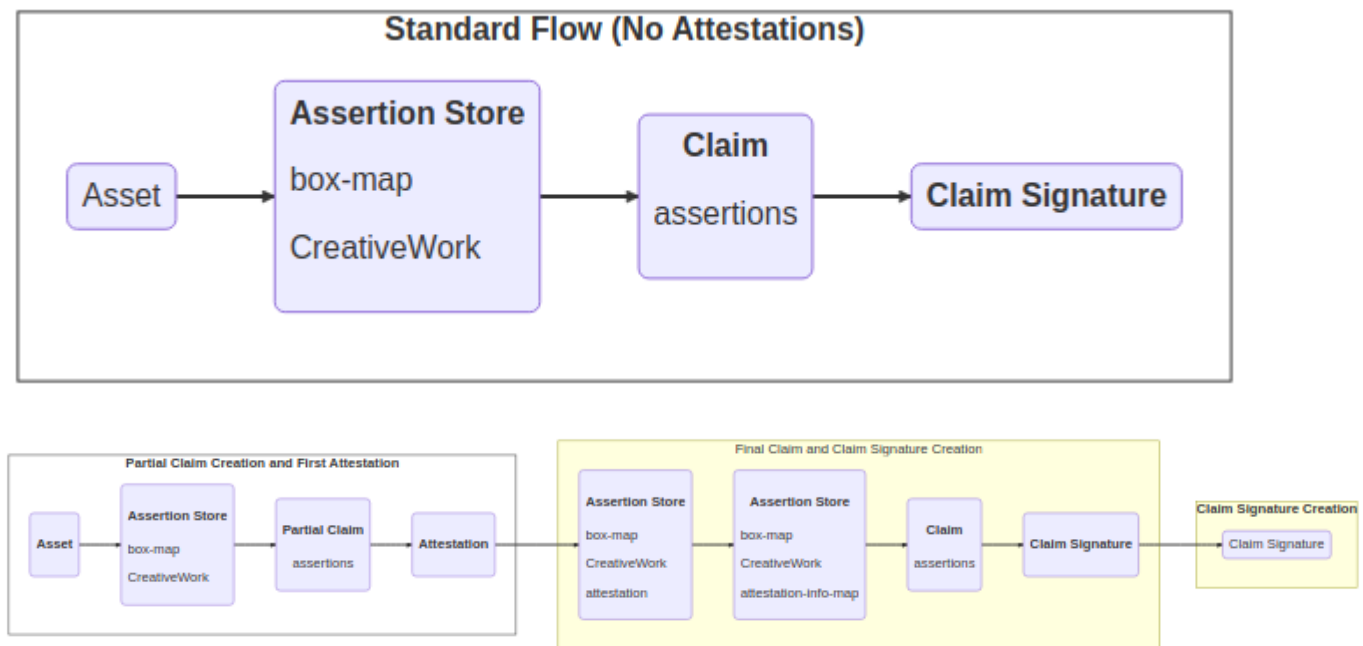 Standard Flow (No Attestations)
Asset
Assertion Store
box-map
CreativeWork
Claim
assertions
Claim Signature
Partial Claim Creation and First Attestation
Asset
Assertion Store
box-map
CreativeWork
Partial Claim
assertions
Attestation
Final Claim and Claim Signature Creation
Assertion Store
box-map
CreativeWork
attestation
Assertion Store
box-map
CreativeWork
attestation-info-map
Claim
assertions
Claim Signature
Claim Signature Creation
Claim Signature